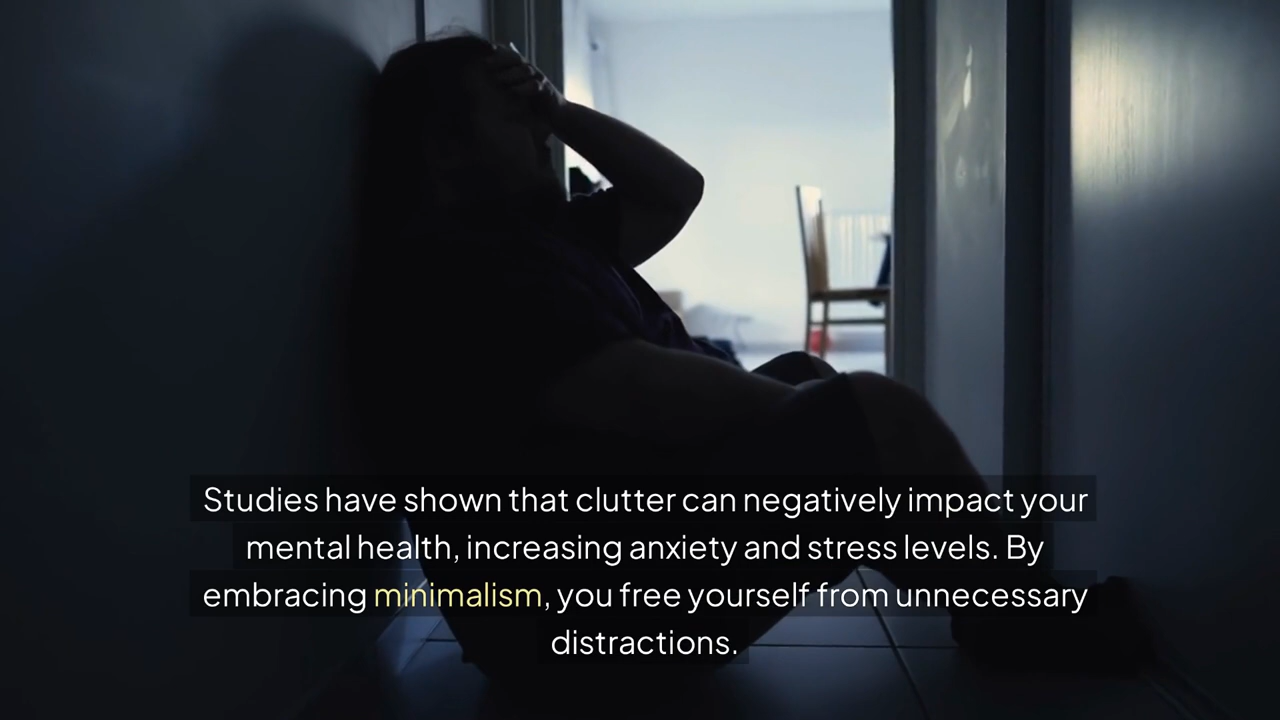 Studies have shown that clutter can negatively impact your
mental health, increasing anxiety and stress levels. By
embracing minimalism, you free yourself from unnecessary
distractions.